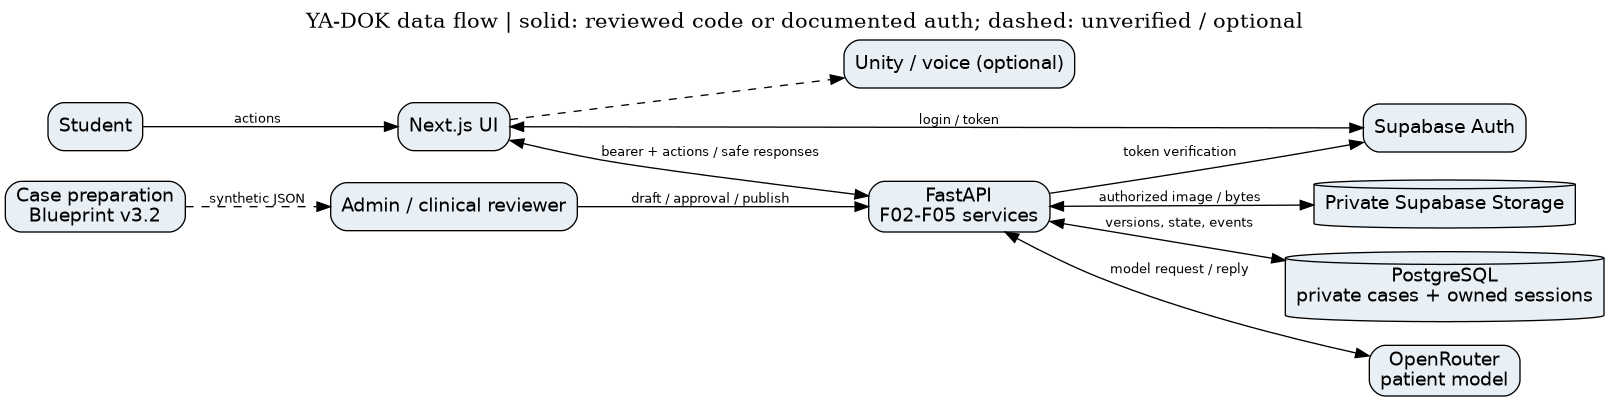 YA-DOK data flow | solid: reviewed code or documented auth; dashed: unverified / optional
Unity / voice (optional)
Student
actions
Next.js UI
login / token
Supabase Auth
bearer + actions / safe responses
token verification
Case preparation
Blueprint v3.2
synthetic JSON
Admin / clinical reviewer
draft / approval / publish
FastAPI
F02-F05 services
authorized image / bytes
Private Supabase Storage
versions, state, events
PostgreSQL
private cases + owned sessions
model request / reply
OpenRouter
patient model